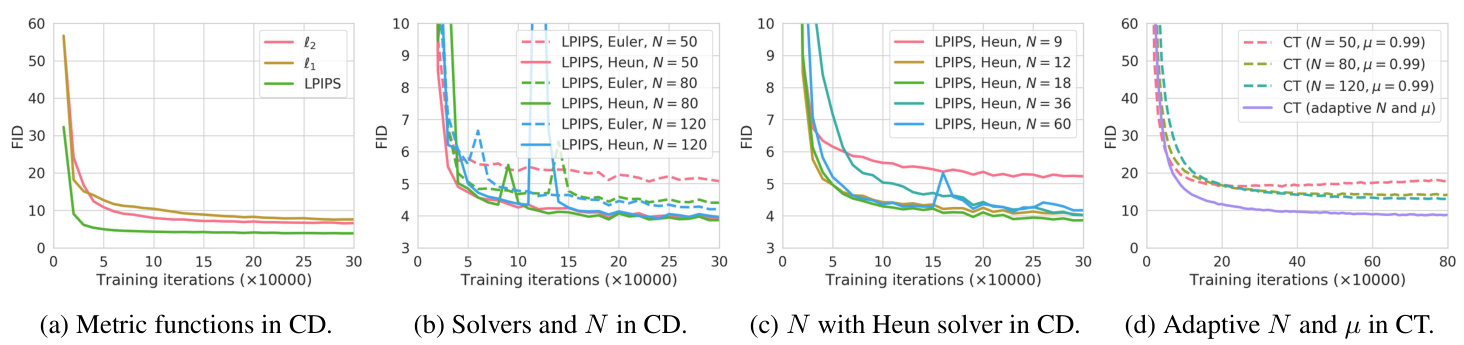 60
50
40
30
20
10
0
FID
5 10 15 20 25 30
Training iterations (×10000)
ℓ2
ℓ1
LPIPS
(a) Metric functions in CD.
10
9
8
7
6
5
4
3
FID
0 5 10 15 20 25 30
Training iterations (×10000)
LPIPS, Euler, N = 50
LPIPS, Heun, N = 50
LPIPS, Euler, N = 80
LPIPS, Heun, N = 80
LPIPS, Euler, N = 120
LPIPS, Heun, N = 120
(b) Solvers and N in CD.
10
9
8
7
6
5
4
3
FID
0 5 10 15 20 25 30
Training iterations (×10000)
LPIPS, Heun, N = 9
LPIPS, Heun, N = 12
LPIPS, Heun, N = 18
LPIPS, Heun, N = 36
LPIPS, Heun, N = 60
(c) N with Heun solver in CD.
60
50
40
30
20
10
0
FID
0 20 40 60 80
Training iterations (×10000)
CT (N = 50, μ = 0.99)
CT (N = 80, μ = 0.99)
CT (N = 120, μ = 0.99)
CT (adaptive N and μ)
(d) Adaptive N and μ in CT.